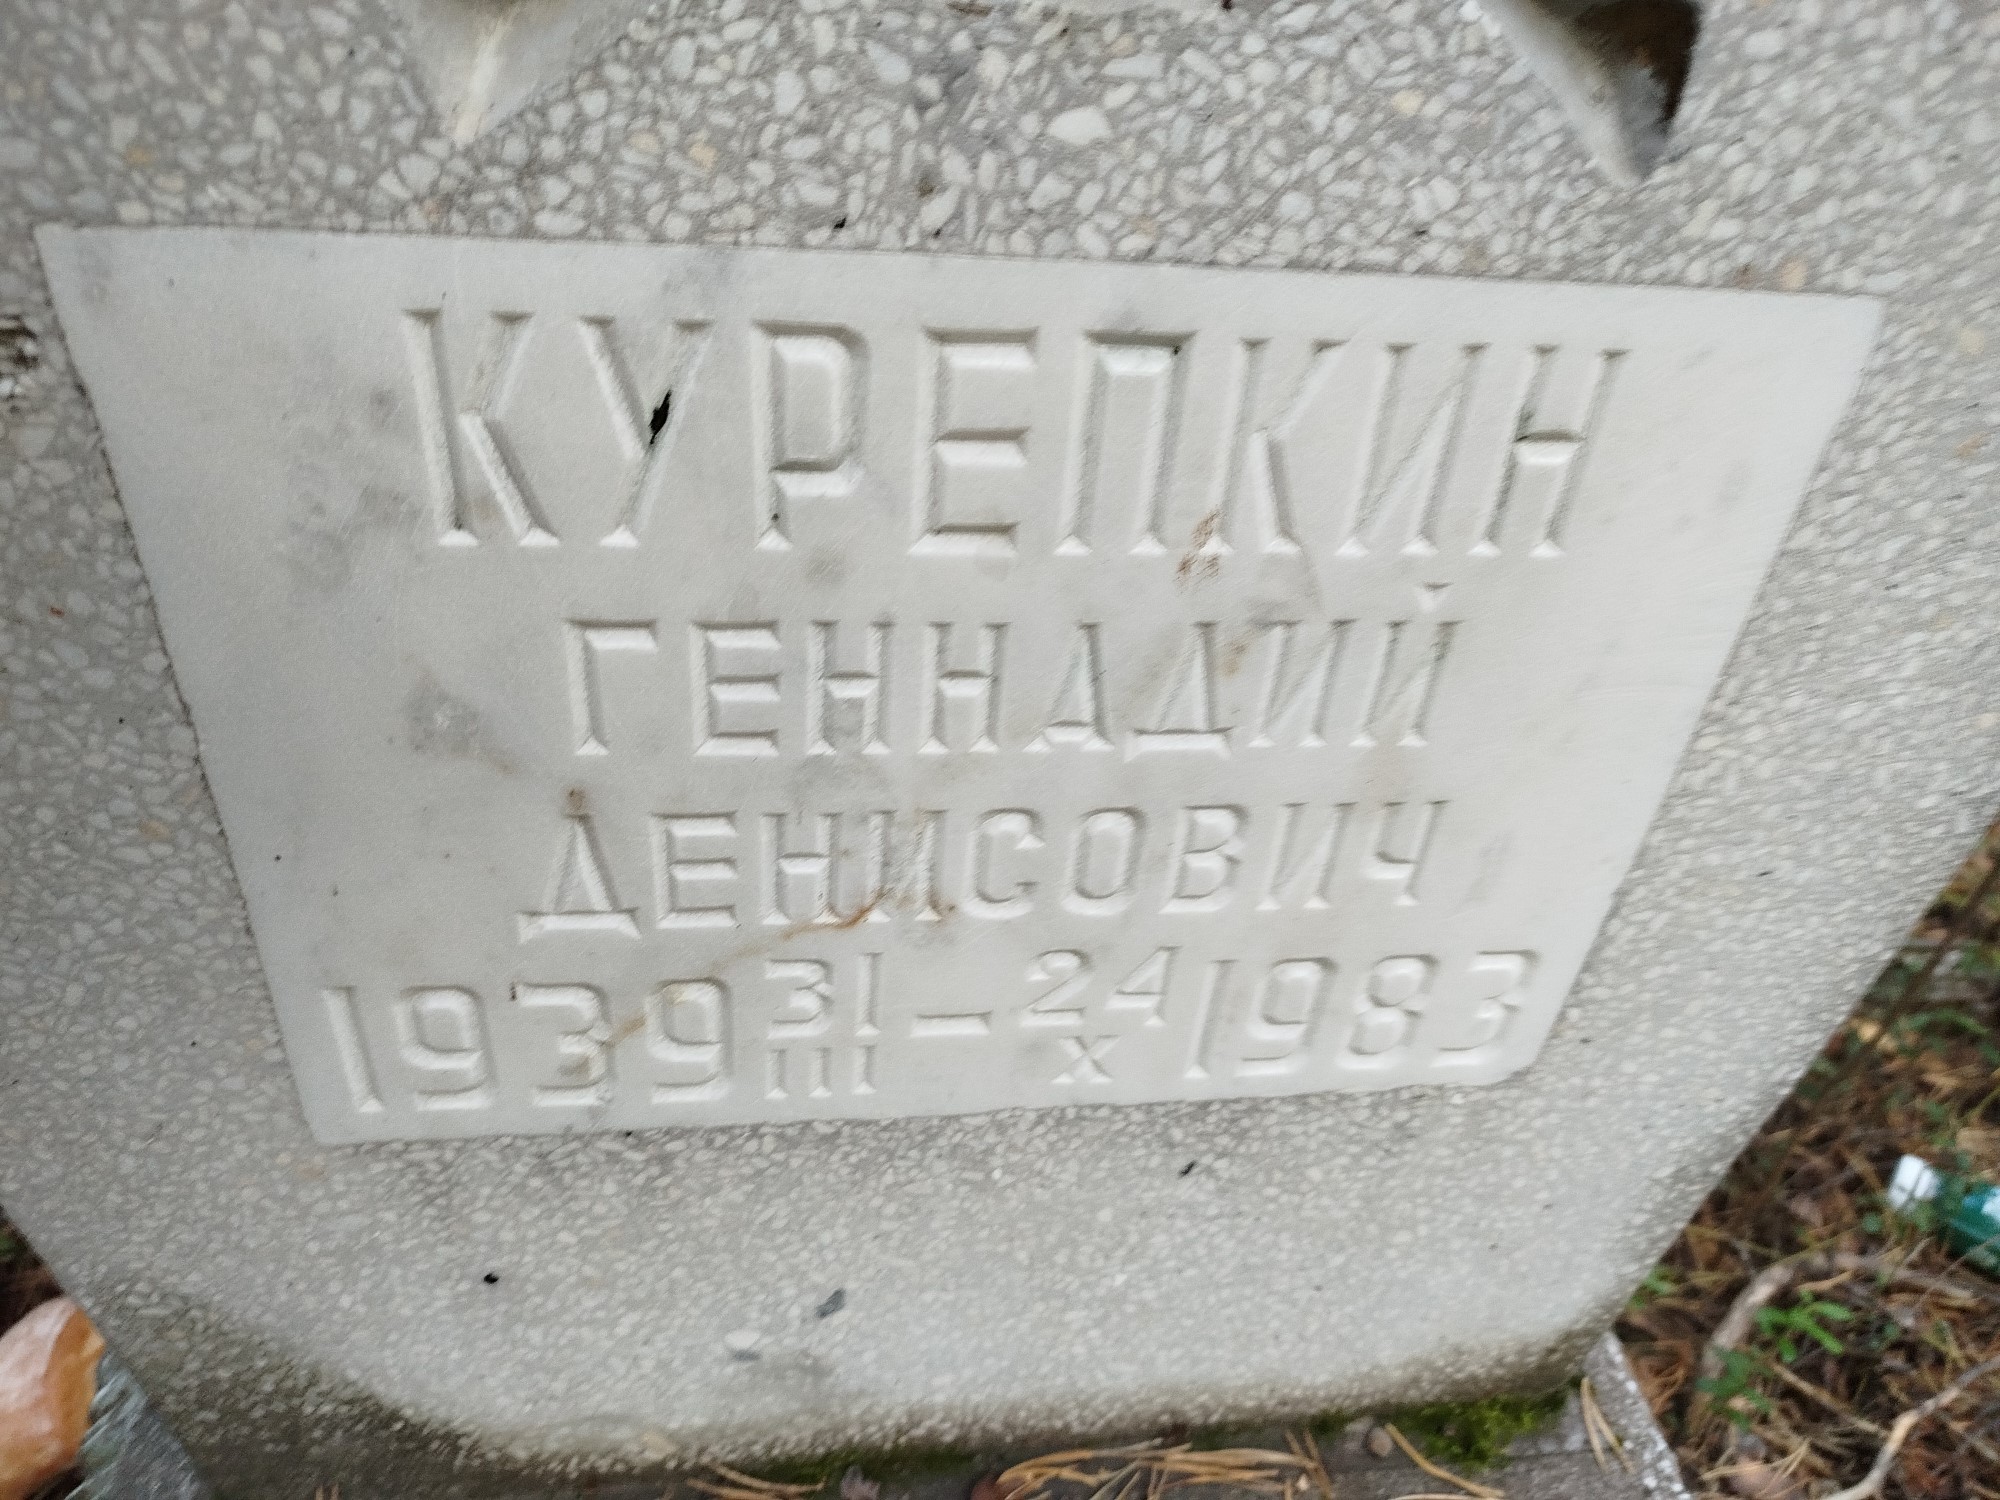 КУРЕПКИН
ГЕННАДИЙ
ДЕНИСОВИЧ
1939 31/III – 24/X 1983